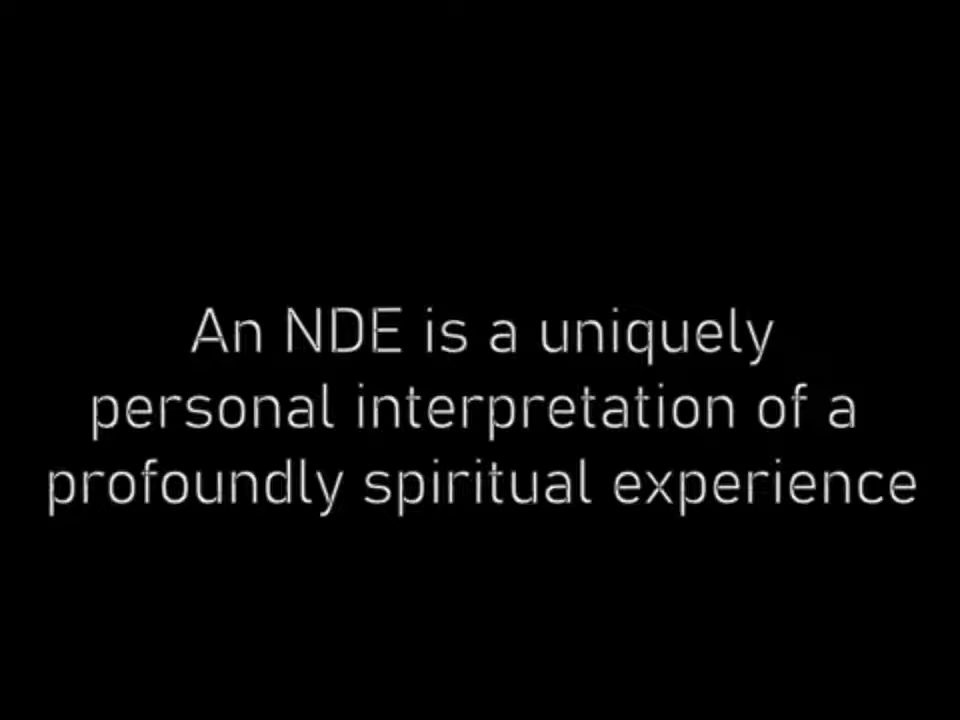 An NDE is a uniquely
personal interpretation of a
profoundly spiritual experience